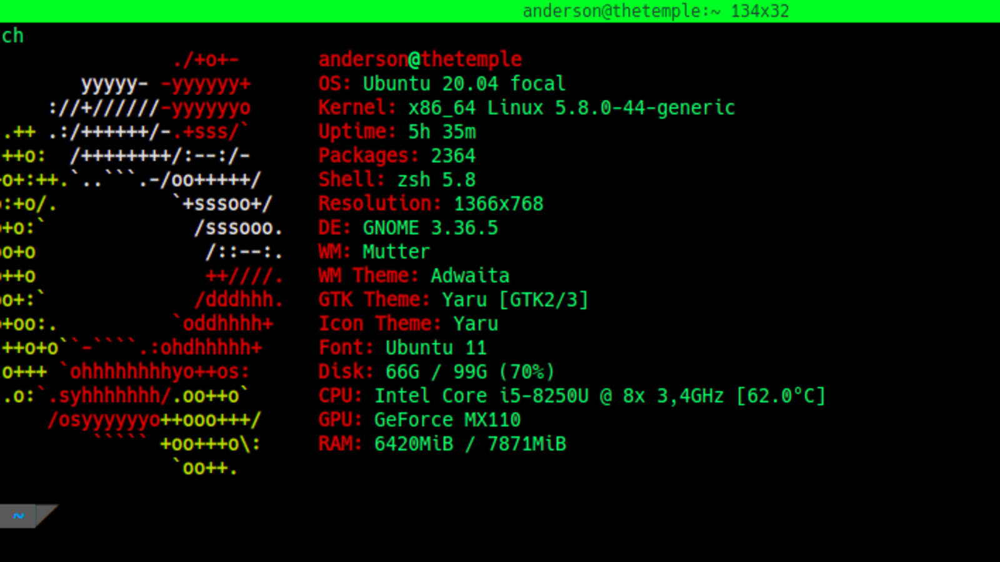 anderson@thetemple:~ 134x32
ch
./+o+- anderson@thetemple
yyyyy- -yyyyyy+ OS: Ubuntu 20.04 focal
://+//////-yyyyyyo Kernel: x86_64 Linux 5.8.0-44-generic
.++ .:/++++++/-.+sss/` Uptime: 5h 35m
++o: /++++++++/:--:/- Packages: 2364
o+:++.`..```.-/oo+++++/ Shell: zsh 5.8
:+o/. `+sssoo+/ Resolution: 1366x768
+o:` /sssooo. DE: GNOME 3.36.5
o+o /::--:. WM: Mutter
++o ++////. WM Theme: Adwaita
o+:` /dddhhh. GTK Theme: Yaru [GTK2/3]
+oo:. `oddhhhh+ Icon Theme: Yaru
++o+o``-````.:ohdhhhhh+ Font: Ubuntu 11
o+++ `ohhhhhhhhyo++os: Disk: 66G / 99G (70%)
.o:`.syhhhhhhh/.oo++o` CPU: Intel Core i5-8250U @ 8x 3,4GHz [62.0°C]
/osyyyyyyo++ooo+++/ GPU: GeForce MX110
````` +oo+++o\: RAM: 6420MiB / 7871MiB
`oo++.
~